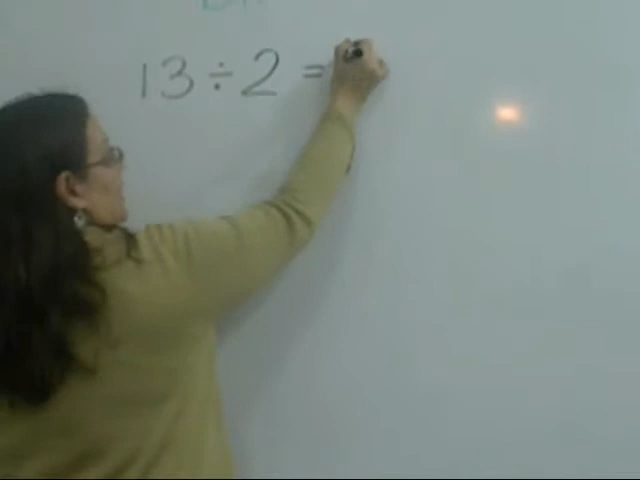 13 ÷ 2 =